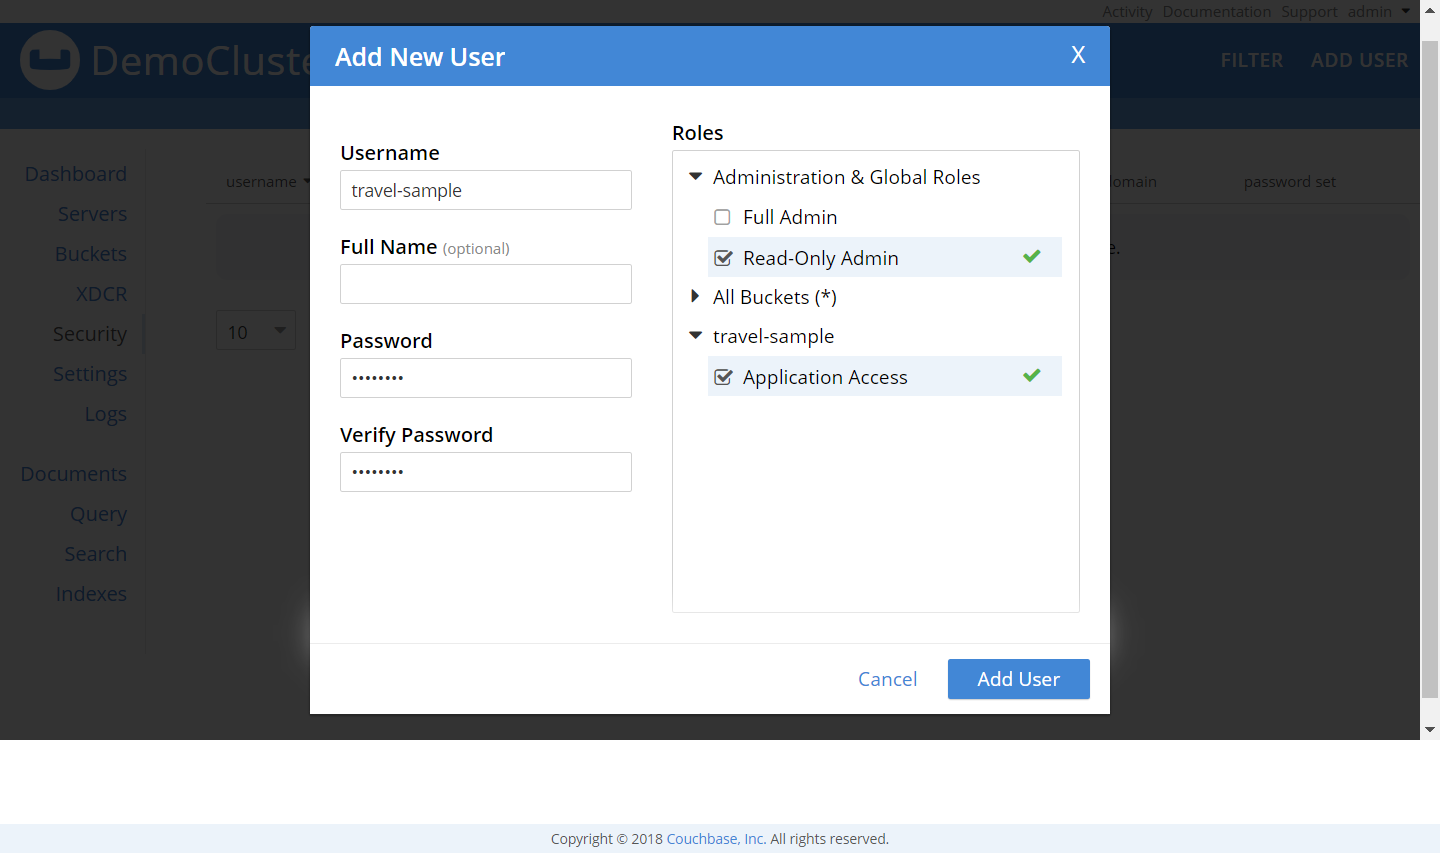 Activity Documentation Support admin
DemoCluste
FILTER ADD USER
Add New User X
Dashboard
Servers
Buckets
XDCR
Security
Settings
Logs
Documents
Query
Search
Indexes
username
omain
password set
e.
10
Username
travel-sample
Full Name (optional)
Password
••••••••
Verify Password
••••••••
Roles
Administration & Global Roles
Full Admin
Read-Only Admin
All Buckets (*)
travel-sample
Application Access
Cancel Add User
Copyright © 2018 Couchbase, Inc. All rights reserved.